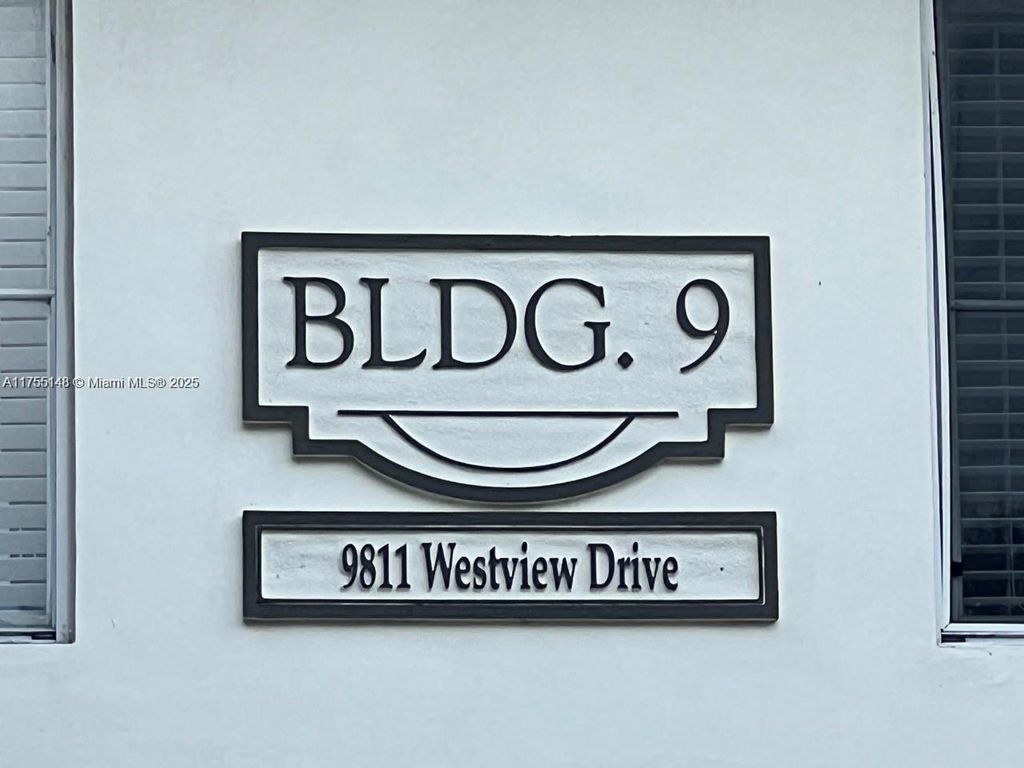 BLDG. 9
A11755148 © Miami MLS® 2025
9811 Westview Drive